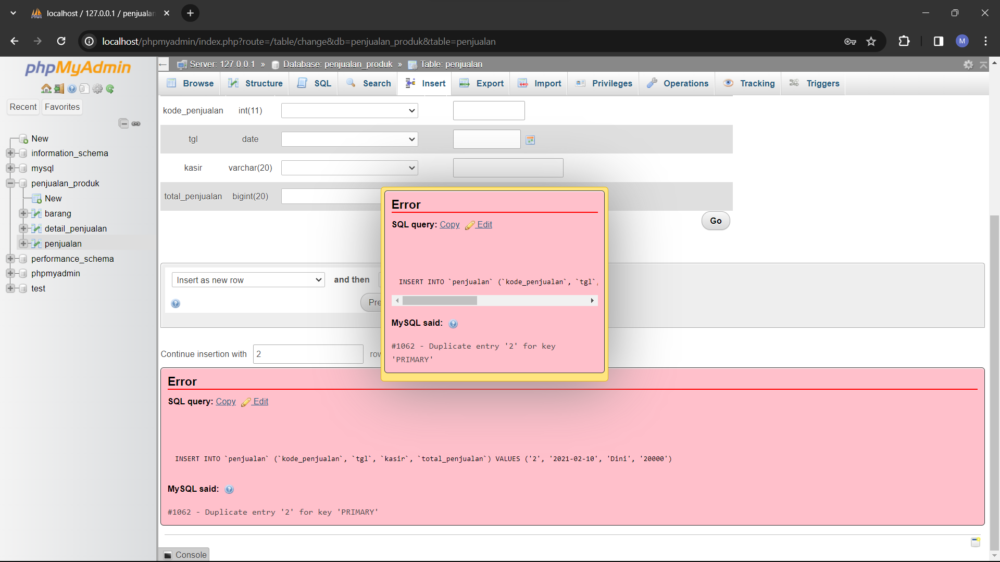 localhost / 127.0.0.1 / penjualan
localhost/phpmyadmin/index.php?route=/table/change&db=penjualan_produk&table=penjualan
M
phpMyAdmin
Recent
Favorites
New
information_schema
mysql
penjualan_produk
New
barang
detail_penjualan
penjualan
performance_schema
phpmyadmin
test
Server: 127.0.0.1 » Database: penjualan_produk » Table: penjualan
Browse Structure SQL Search Insert Export Import Privileges Operations Tracking Triggers
kode_penjualan int(11)
tgl date
kasir varchar(20)
total_penjualan bigint(20)
Go
Insert as new row and then
Pre
Continue insertion with 2 row
Error
SQL query: Copy Edit
INSERT INTO `penjualan` (`kode_penjualan`, `tgl`,
MySQL said:
#1062 - Duplicate entry '2' for key
'PRIMARY'
Error
SQL query: Copy Edit
INSERT INTO `penjualan` (`kode_penjualan`, `tgl`, `kasir`, `total_penjualan`) VALUES ('2', '2021-02-10', 'Dini', '20000')
MySQL said:
#1062 - Duplicate entry '2' for key 'PRIMARY'
Console